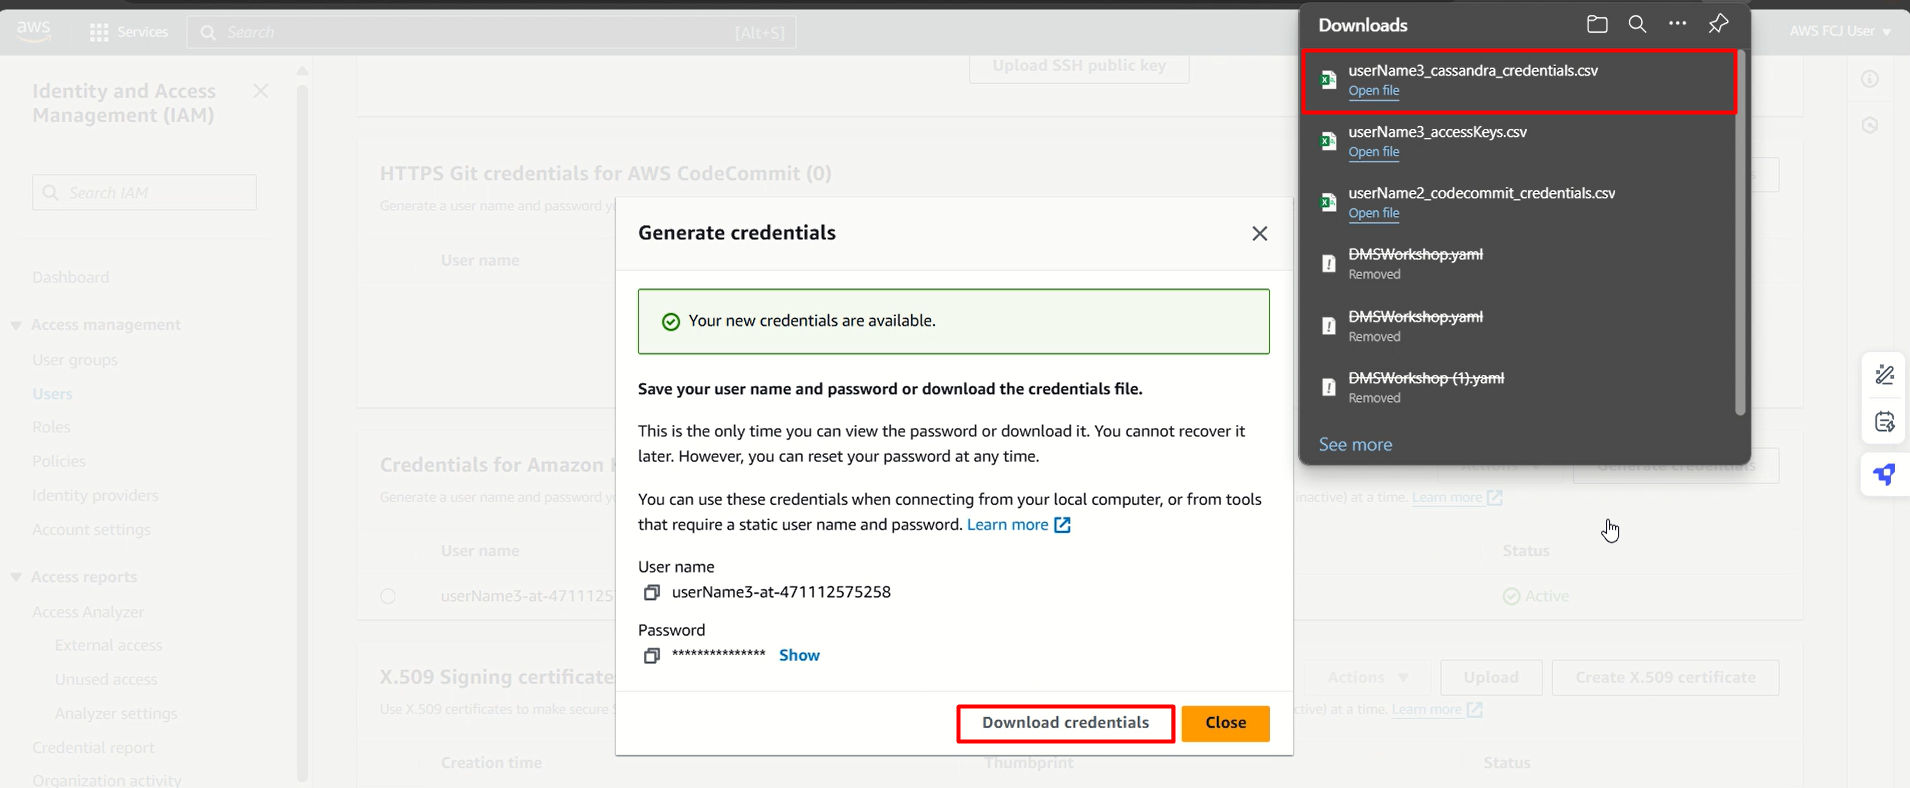 aws
Services
Search
[Alt+S]
AWS FCJ User
Identity and Access
Management (IAM)
Search IAM
Dashboard
Access management
User groups
Users
Roles
Policies
Identity providers
Account settings
Access reports
Access Analyzer
External access
Unused access
Analyzer settings
Credential report
Organization activity
Upload SSH public key
HTTPS Git credentials for AWS CodeCommit (0)
Generate a user name and password
User name
Credentials for Amazon
Generate a user name and password
inactive) at a time. Learn more
Actions
Generate credentials
User name
Status
userName3-at-4711125
Active
X.509 Signing certificate
Use X.509 certificates to make secure
at a time. Learn more
Actions
Upload
Create X.509 certificate
Creation time
Thumbprint
Status
Generate credentials
Your new credentials are available.
Save your user name and password or download the credentials file.
This is the only time you can view the password or download it. You cannot recover it
later. However, you can reset your password at any time.
You can use these credentials when connecting from your local computer, or from tools
that require a static user name and password. Learn more
User name
userName3-at-471112575258
Password
*************** Show
Download credentials
Close
Downloads
userName3_cassandra_credentials.csv
Open file
userName3_accessKeys.csv
Open file
userName2_codecommit_credentials.csv
Open file
DMSWorkshop.yaml
Removed
DMSWorkshop.yaml
Removed
DMSWorkshop (1).yaml
Removed
See more